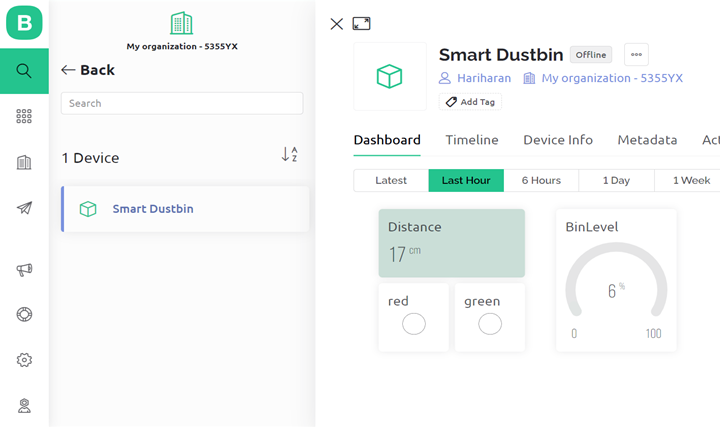 B
My organization - 5355YX
Back
Search
1 Device
A
Z
Smart Dustbin
Smart Dustbin Offline
Hariharan My organization - 5355YX
Add Tag
Dashboard Timeline Device Info Metadata Act
Latest Last Hour 6 Hours 1 Day 1 Week
Distance
17 cm
red green
BinLevel
6 %
0 100